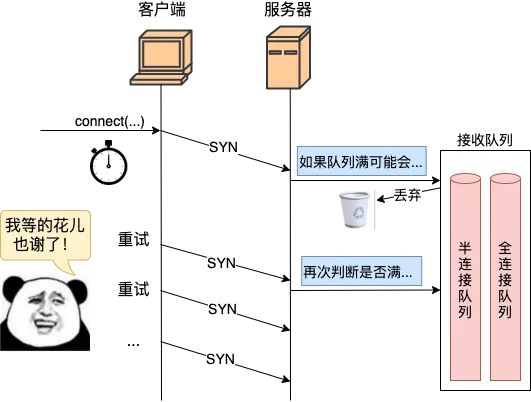 客户端
服务器
connect(...)
SYN
如果队列满可能会...
接收队列
丢弃
我等的花儿
也谢了！
重试
SYN
再次判断是否满...
半连接队列
全连接队列
重试
SYN
...
SYN